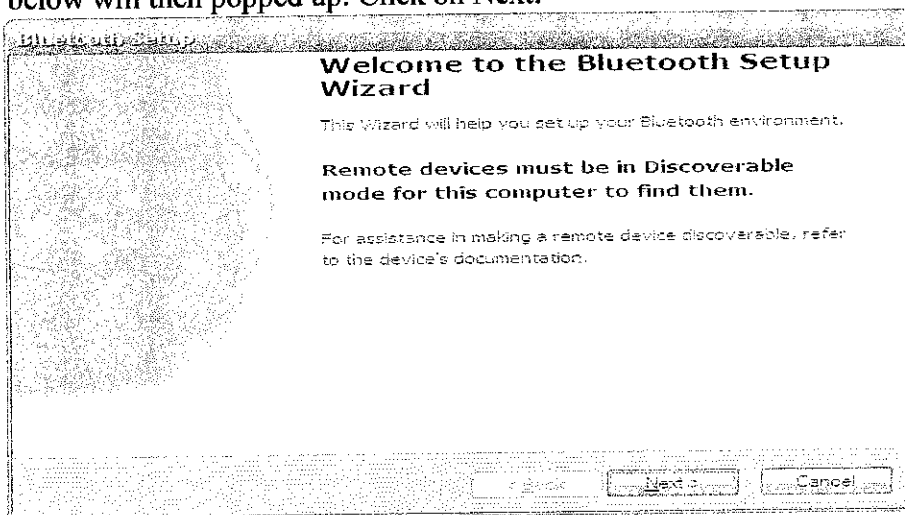 below will then popped up. Click on Next.
Bluetooth Setup
Welcome to the Bluetooth Setup
Wizard
This Wizard will help you set up your Bluetooth environment.
Remote devices must be in Discoverable
mode for this computer to find them.
For assistance in making a remote device discoverable, refer
to the device's documentation.
< Back Next > Cancel